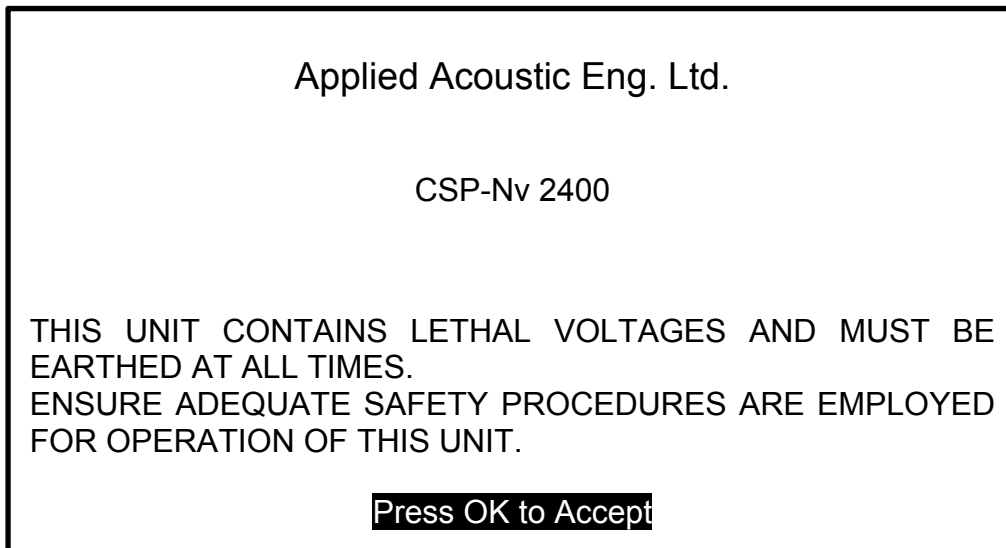 Applied Acoustic Eng. Ltd.
CSP-Nv 2400
THIS UNIT CONTAINS LETHAL VOLTAGES AND MUST BE
EARTHED AT ALL TIMES.
ENSURE ADEQUATE SAFETY PROCEDURES ARE EMPLOYED
FOR OPERATION OF THIS UNIT.
Press OK to Accept